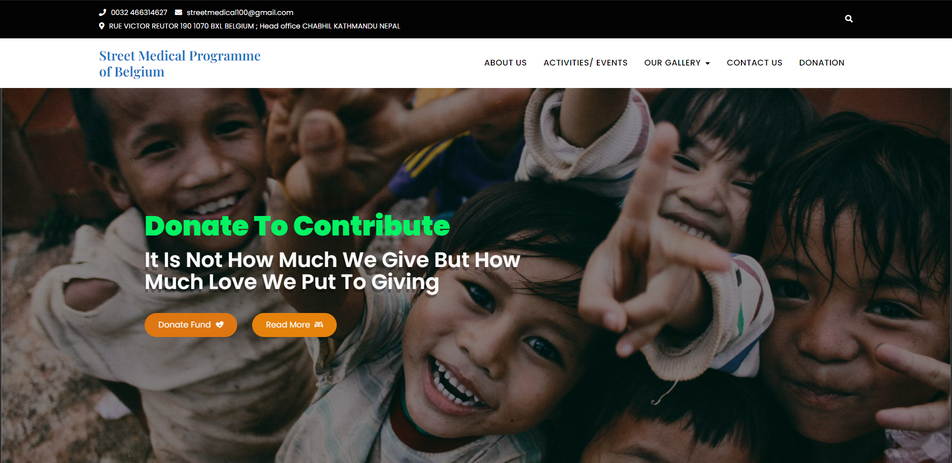 0032 466314627 streetmedical100@gmail.com
RUE VICTOR REUTOR 190 1070 BXL BELGIUM ; Head office CHABHIL KATHMANDU NEPAL
Street Medical Programme
of Belgium
ABOUT US ACTIVITIES/ EVENTS OUR GALLERY CONTACT US DONATION
Donate To Contribute
It Is Not How Much We Give But How
Much Love We Put To Giving
Donate Fund Read More